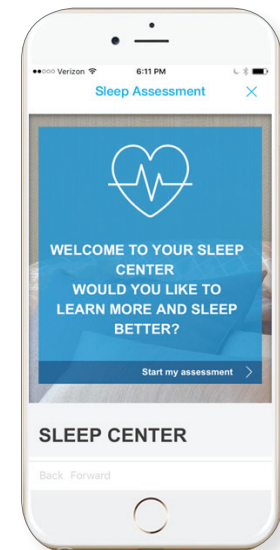 Verizon 6:11 PM
Sleep Assessment
WELCOME TO YOUR SLEEP
CENTER
WOULD YOU LIKE TO
LEARN MORE AND SLEEP
BETTER?
Start my assessment
SLEEP CENTER
Back Forward